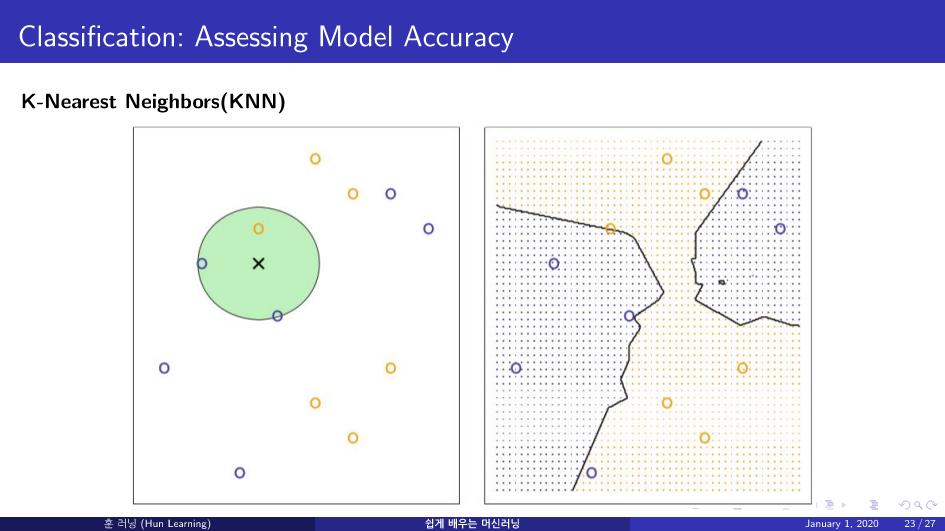 Classification: Assessing Model Accuracy
K-Nearest Neighbors(KNN)
훈 러닝 (Hun Learning)
쉽게 배우는 머신러닝
January 1, 2020
23 / 27